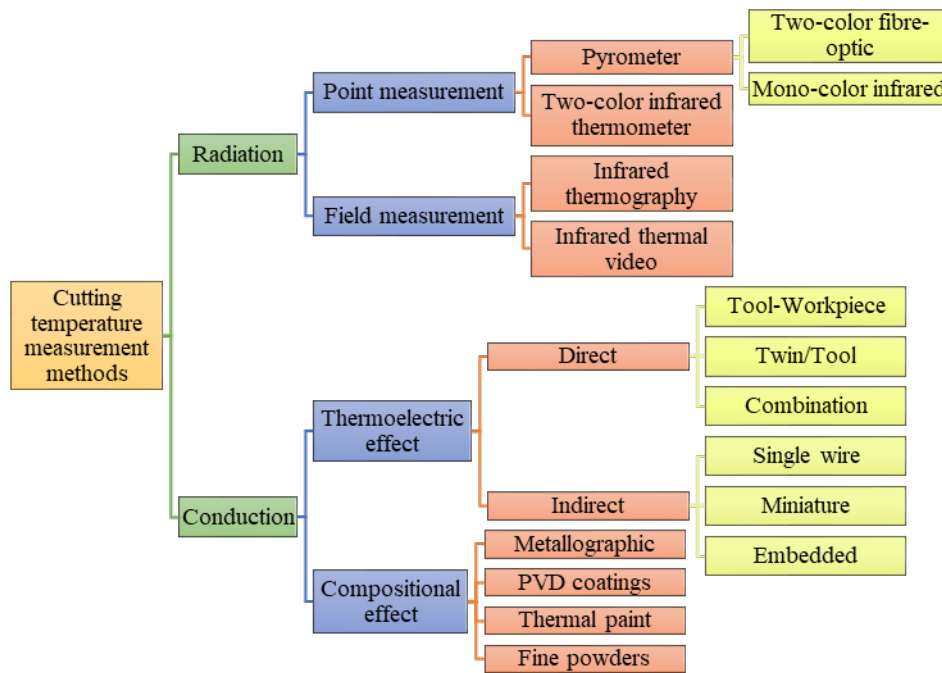 Cutting
temperature
measurement
methods
Radiation
Point measurement
Pyrometer
Two-color fibre-
optic
Mono-color infrared
Two-color infrared
thermometer
Field measurement
Infrared
thermography
Infrared thermal
video
Conduction
Thermoelectric
effect
Direct
Tool-Workpiece
Twin/Tool
Combination
Indirect
Single wire
Miniature
Embedded
Compositional
effect
Metallographic
PVD coatings
Thermal paint
Fine powders